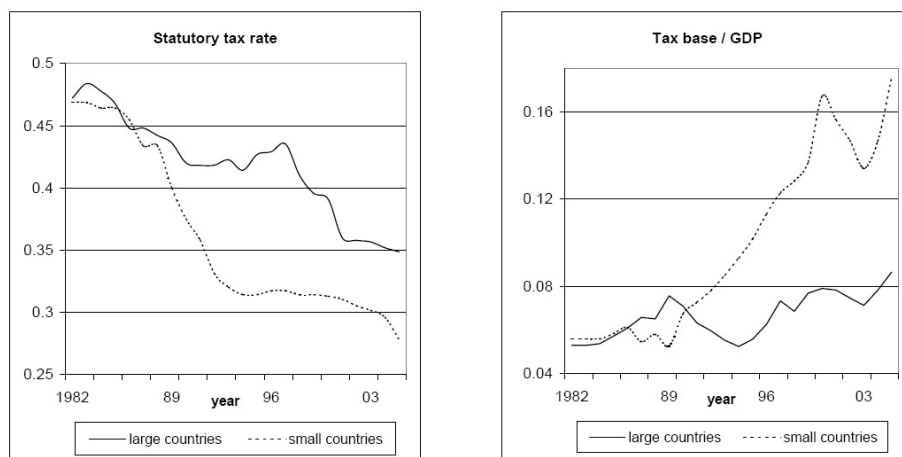 Statutory tax rate
0.5
0.45
0.4
0.35
0.3
0.25
1982 89 96 03
year
large countries small countries
Tax base / GDP
0.16
0.12
0.08
0.04
1982 89 96 03
year
large countries small countries